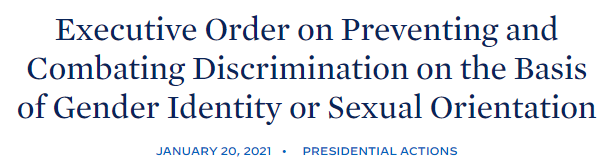 Executive Order on Preventing and
Combating Discrimination on the Basis
of Gender Identity or Sexual Orientation
JANUARY 20, 2021 • PRESIDENTIAL ACTIONS